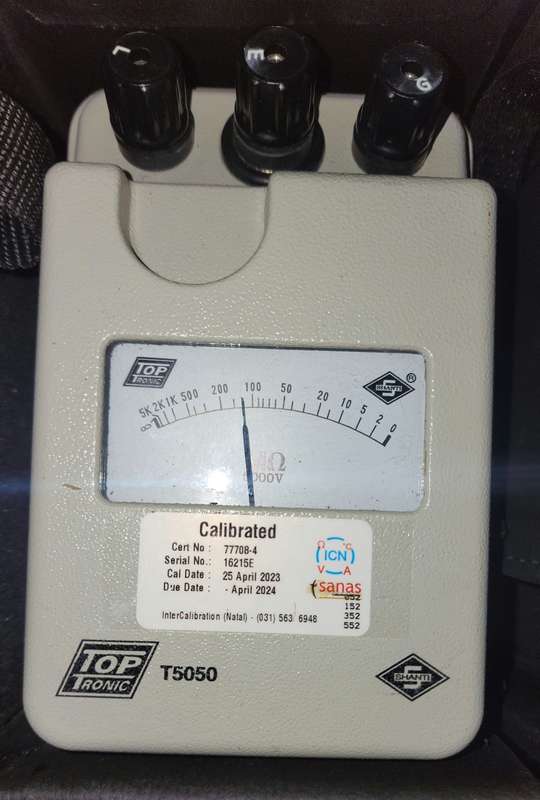 L E G
TOP
TRONIC
SHANTI
®
5K 2K 1K 500 200 100 50 20 10 5 2 0
∞
MΩ
Calibrated
Cert No : 77708-4
Serial No.: 16215E
Cal Date : 25 April 2023
Due Date : - April 2024
Ω °C
ICN
V A
sanas
152
352
552
InterCalibration (Natal) - (031) 563 6948
TOP
TRONIC
T5050
SHANTI